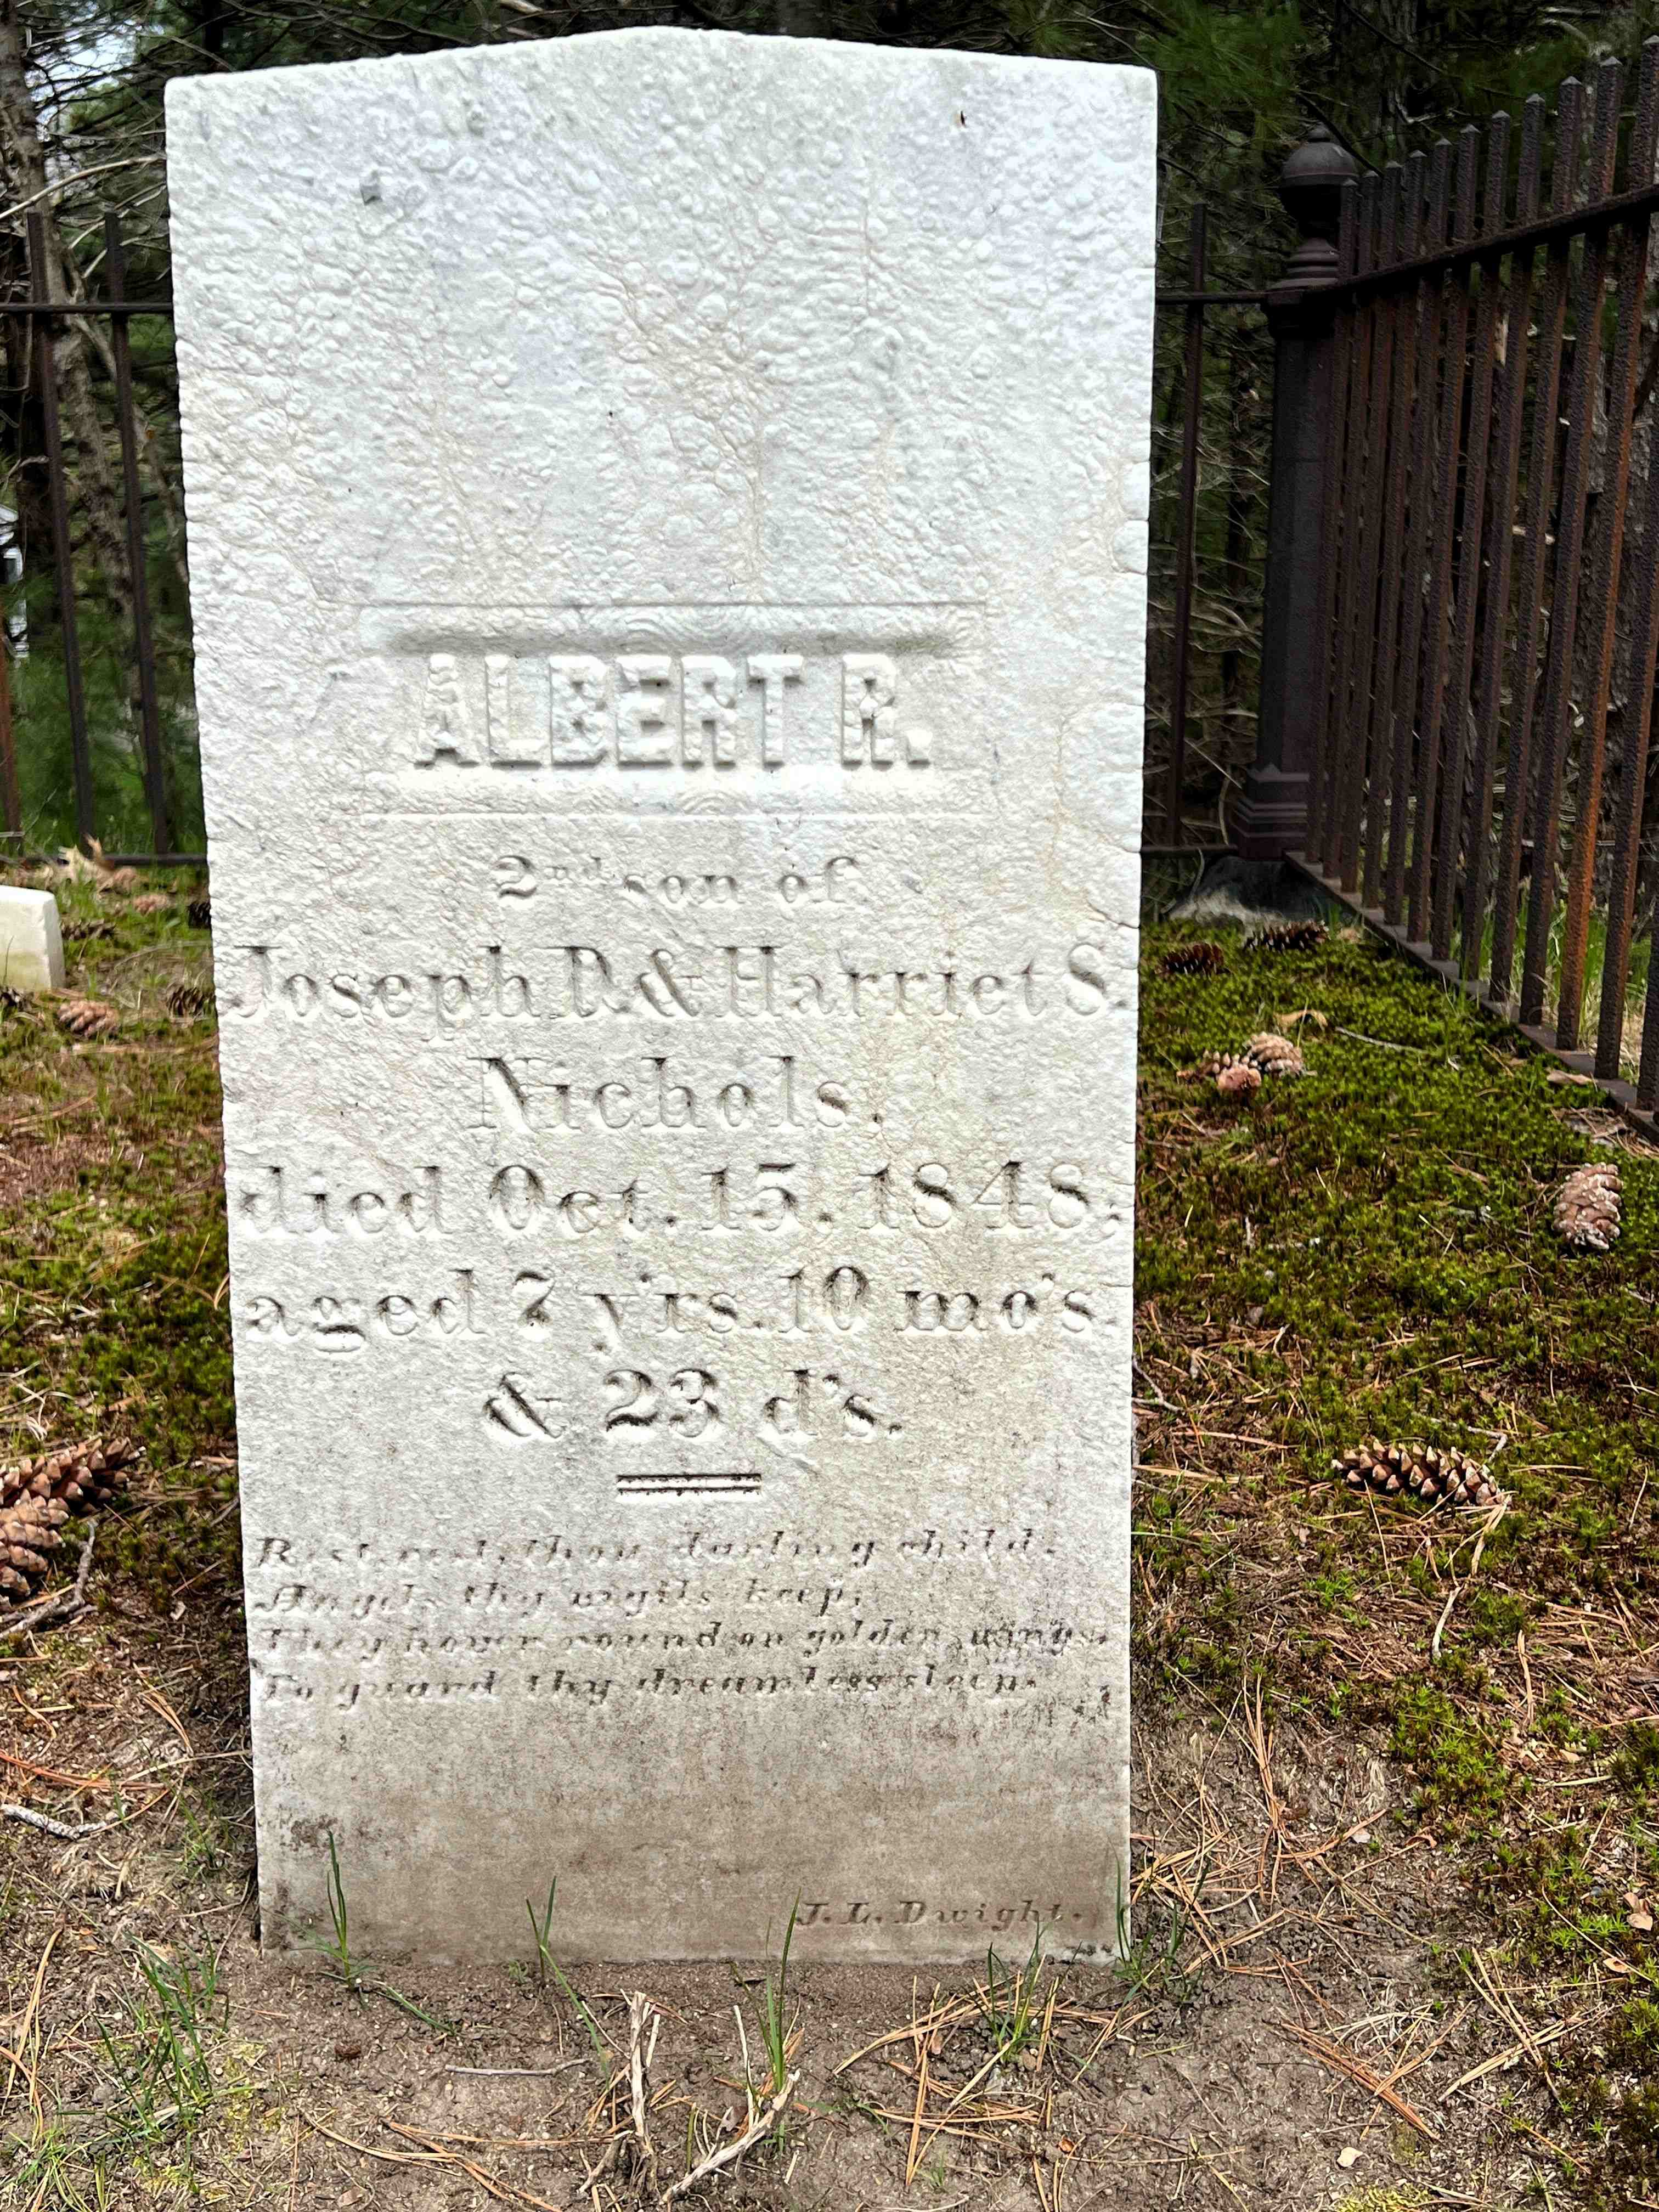 ALBERT R.
2nd son of
Joseph D. & Harriet S.
Nichols,
died Oct. 15, 1848;
aged 7 y'rs. 10 mo's.
& 23 d's.
Rest, rest, thou darling child,
Angels thy vigils keep;
They hover round on golden wings
To guard thy dreamless sleep.
J. L. Dwight.